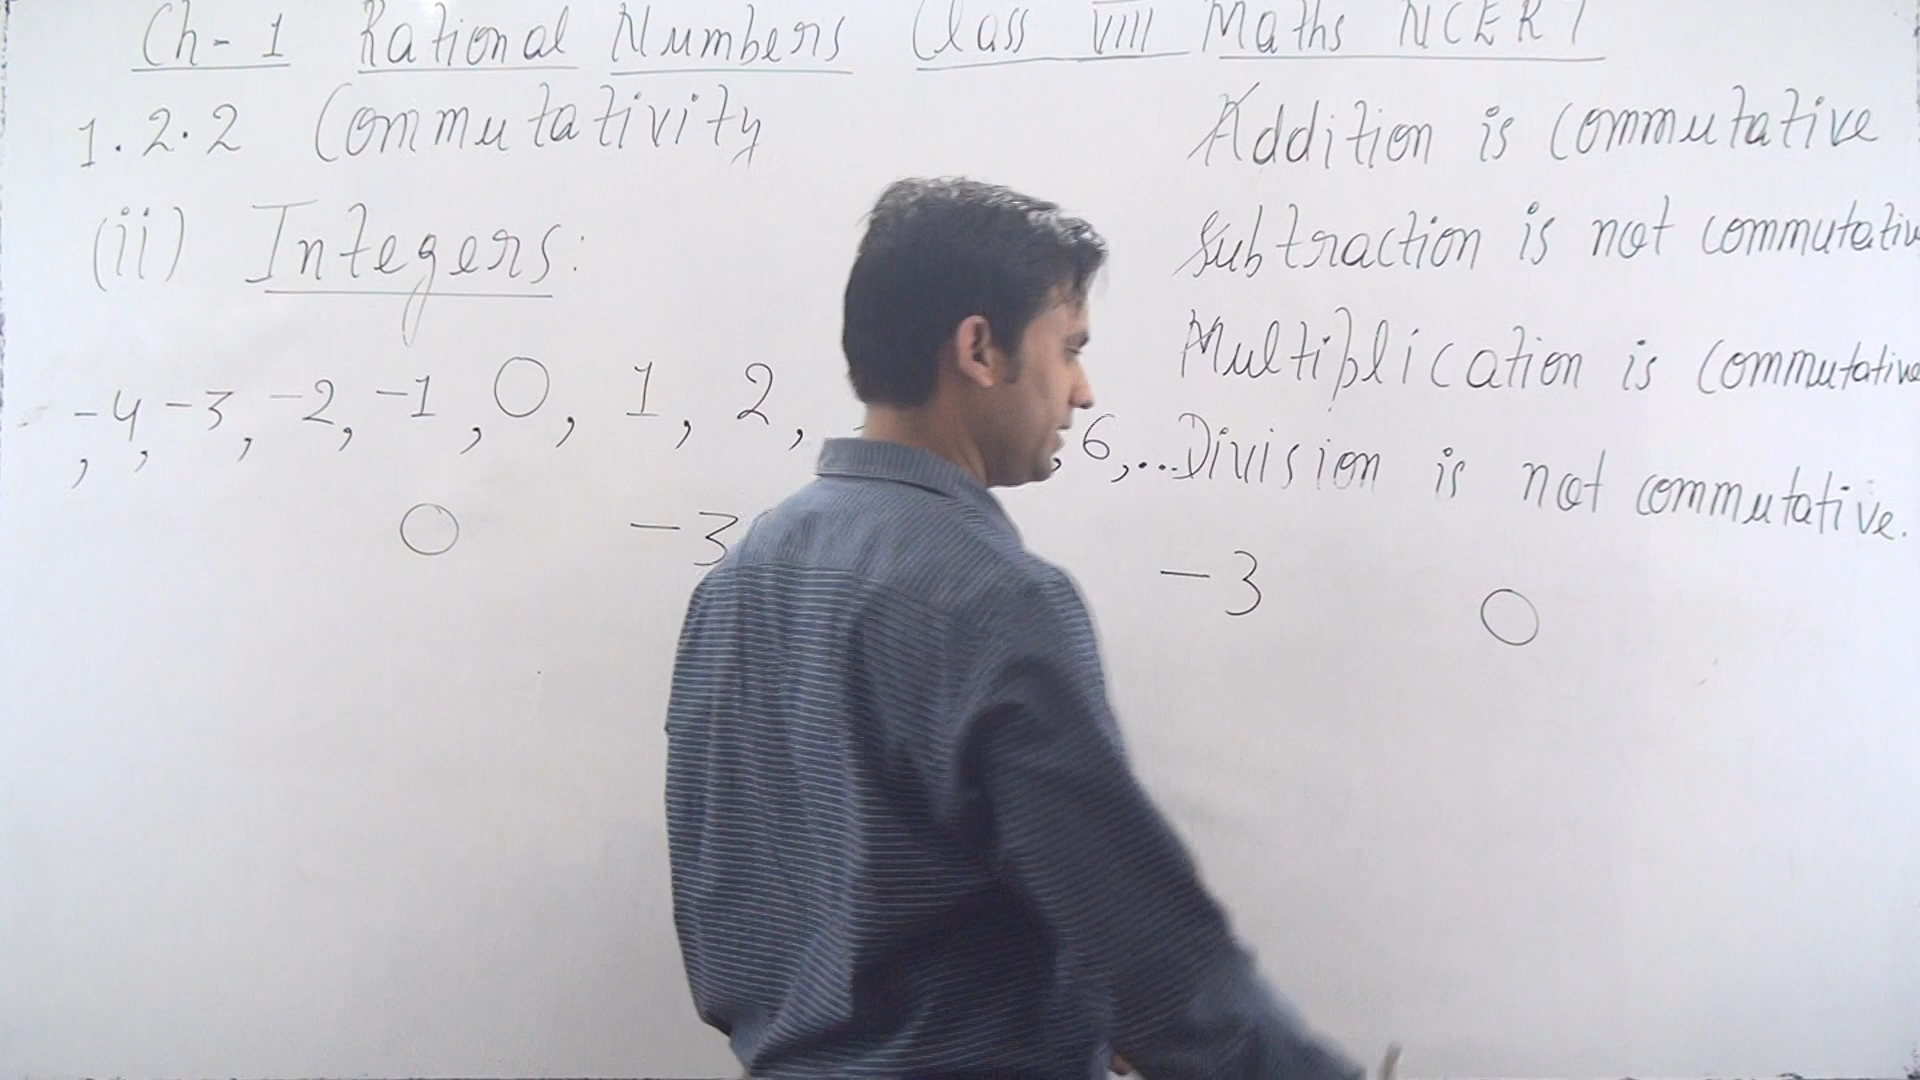 Ch-1 Rational Numbers Class VIII Maths NCERT
1.2.2 Commutativity
(ii) Integers:
, -4, -3, -2, -1, 0, 1, 2, , 6,...
0 -3
Addition is commutative
Subtraction is not commutativ
Multiplication is commutative
Division is not commutative.
-3 0